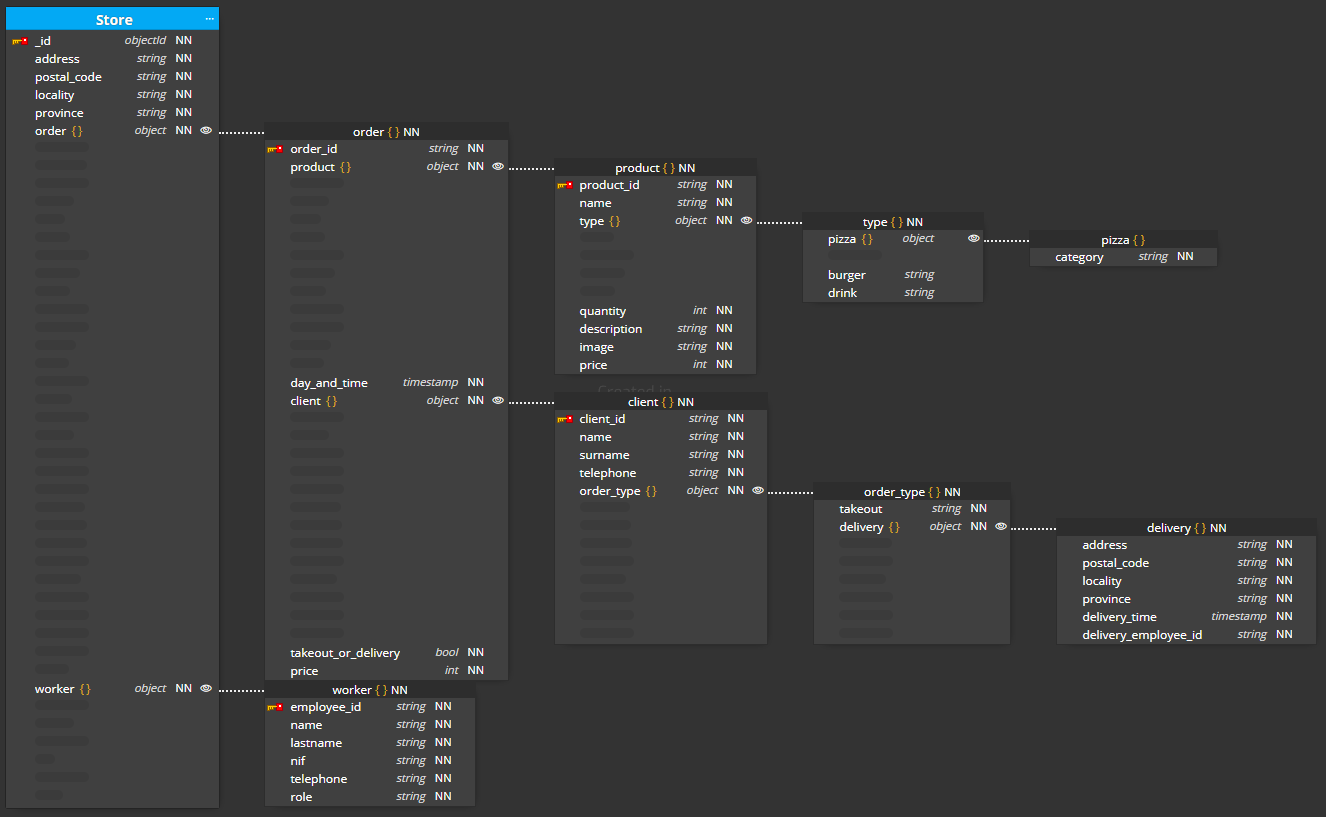 Store ...
_id objectId NN
address string NN
postal_code string NN
locality string NN
province string NN
order {} object NN
order {} NN
order_id string NN
product {} object NN
day_and_time timestamp NN
client {} object NN
takeout_or_delivery bool NN
price int NN
product {} NN
product_id string NN
name string NN
type {} object NN
quantity int NN
description string NN
image string NN
price int NN
type {} NN
pizza {} object
burger string
drink string
pizza {}
category string NN
Created in
client {} NN
client_id string NN
name string NN
surname string NN
telephone string NN
order_type {} object NN
order_type {} NN
takeout string NN
delivery {} object NN
delivery {} NN
address string NN
postal_code string NN
locality string NN
province string NN
delivery_time timestamp NN
delivery_employee_id string NN
worker {} object NN
worker {} NN
employee_id string NN
name string NN
lastname string NN
nif string NN
telephone string NN
role string NN